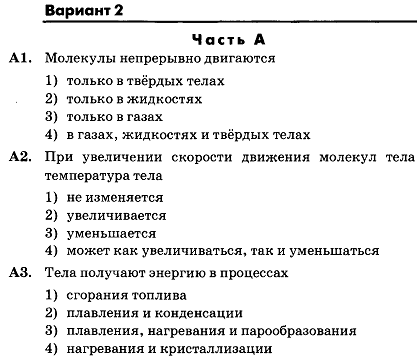 Вариант 2
Часть А
А1. Молекулы непрерывно двигаются
1) только в твёрдых телах
2) только в жидкостях
3) только в газах
4) в газах, жидкостях и твёрдых телах
А2. При увеличении скорости движения молекул тела
температура тела
1) не изменяется
2) увеличивается
3) уменьшается
4) может как увеличиваться, так и уменьшаться
А3. Тела получают энергию в процессах
1) сгорания топлива
2) плавления и конденсации
3) плавления, нагревания и парообразования
4) нагревания и кристаллизации